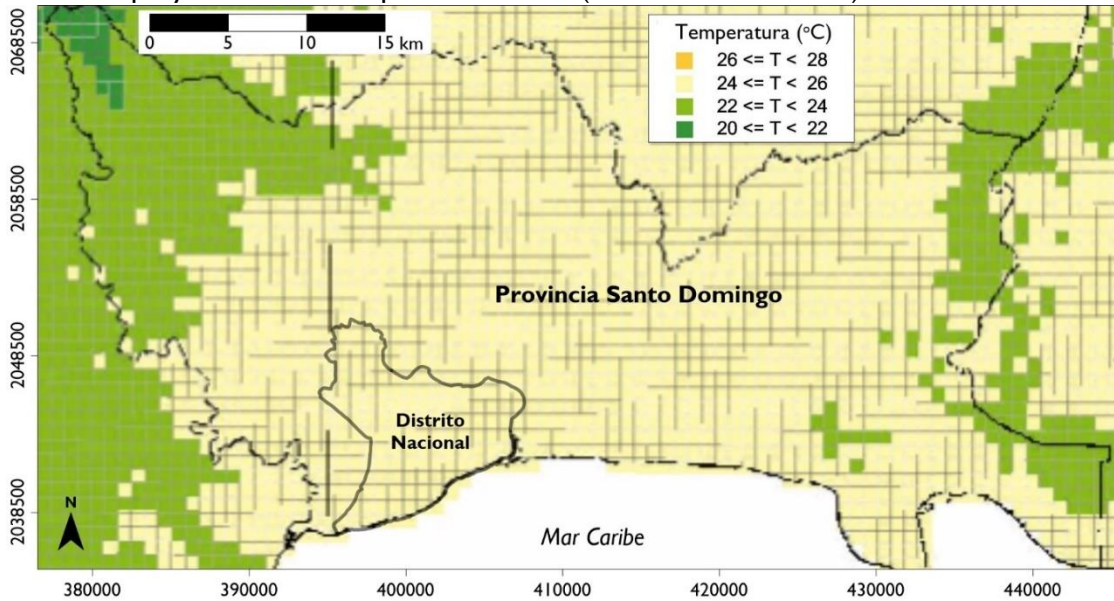 0 5 10 15 km
Temperatura (°C)
26 <= T < 28
24 <= T < 26
22 <= T < 24
20 <= T < 22
2068500
2058500
2048500
2038500
Provincia Santo Domingo
Distrito
Nacional
N
Mar Caribe
380000 390000 400000 410000 420000 430000 440000